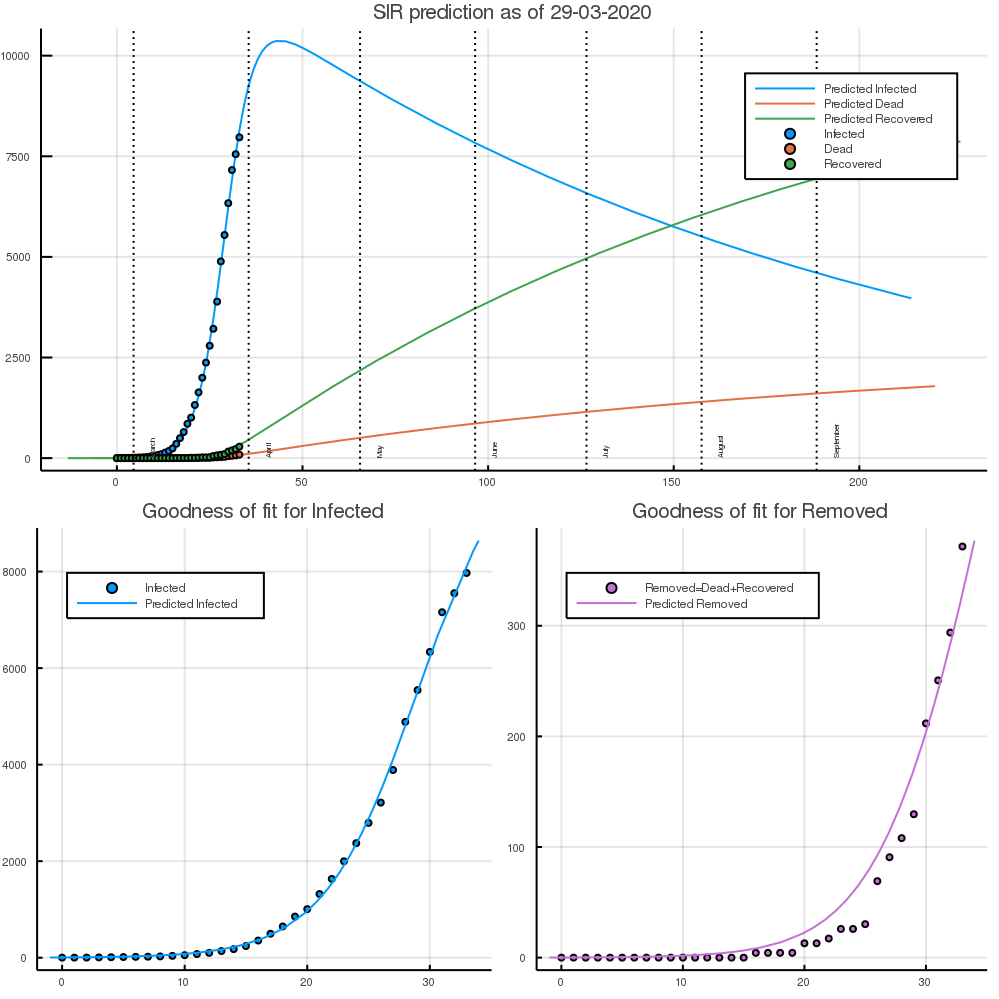 SIR prediction as of 29-03-2020
10000
7500
5000
2500
0
Predicted Infected
Predicted Dead
Predicted Recovered
Infected
Dead
Recovered
April
May
June
July
August
September
0 50 100 150 200
Goodness of fit for Infected
8000
6000
4000
2000
0
Infected
Predicted Infected
0 10 20 30
Goodness of fit for Removed
300
200
100
0
Removed=Dead+Recovered
Predicted Removed
0 10 20 30